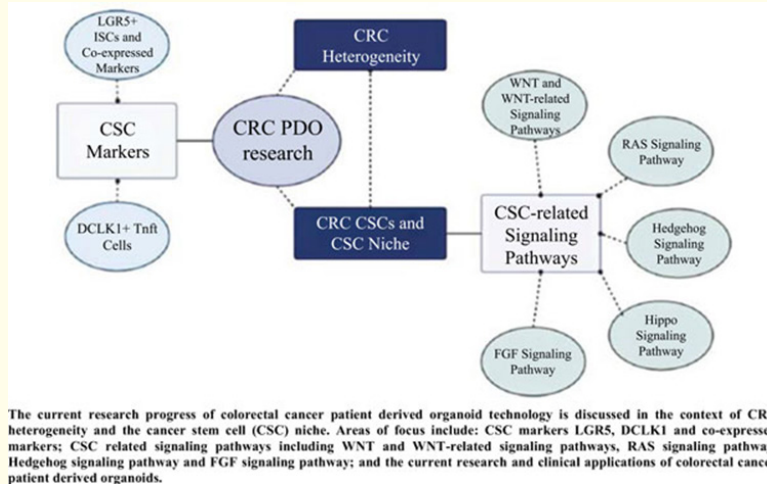 LGR5+
ISCs and
Co-expressed
Markers
CRC
Heterogeneity
WNT and
WNT-related
Signaling
Pathways
CSC
Markers
CRC PDO
research
RAS Signaling
Pathway
DCLK1+ Tnft
Cells
CRC CSCs and
CSC Niche
CSC-related
Signaling
Pathways
Hedgehog
Signaling
Pathway
Hippo
Signaling
Pathway
FGF Signaling
Pathway
The current research progress of colorectal cancer patient derived organoid technology is discussed in the context of CR
heterogeneity and the cancer stem cell (CSC) niche. Areas of focus include: CSC markers LGR5, DCLK1 and co-expresse
markers; CSC related signaling pathways including WNT and WNT-related signaling pathways, RAS signaling pathwa
Hedgehog signaling pathway and FGF signaling pathway; and the current research and clinical applications of colorectal cance
patient derived organoids.